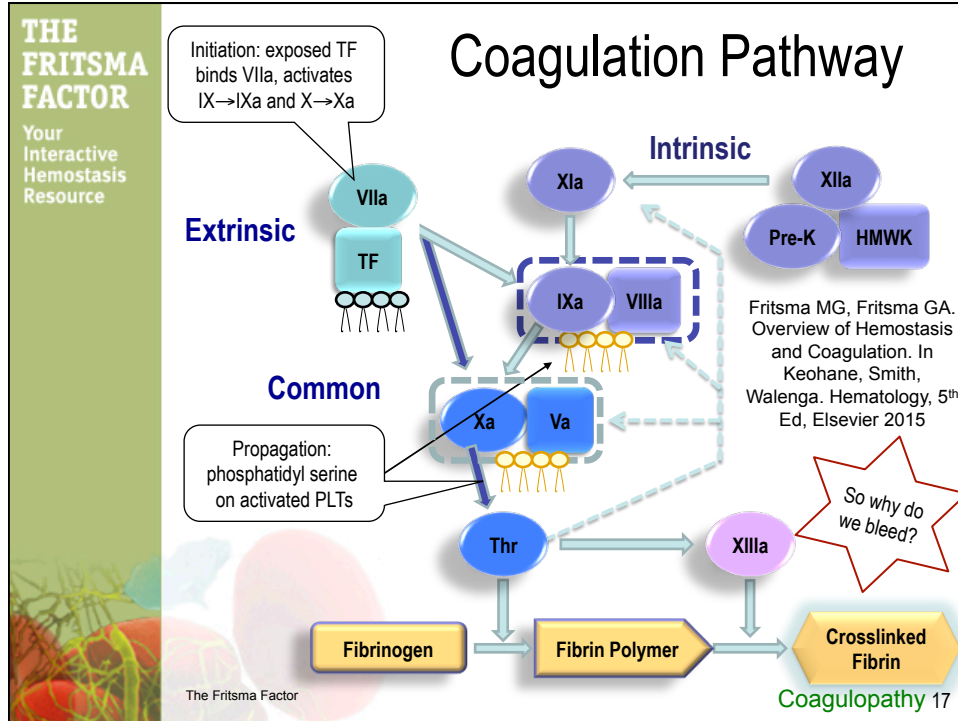 THE
FRITSMA
FACTOR
Your
Interactive
Hemostasis
Resource
Coagulation Pathway
Initiation: exposed TF
binds VIIa, activates
IX→IXa and X→Xa
Intrinsic
VIIa
XIa
XIIa
Extrinsic
Pre-K
HMWK
TF
IXa
VIIIa
Fritsma MG, Fritsma GA.
Overview of Hemostasis
and Coagulation. In
Keohane, Smith,
Walenga. Hematology, 5th
Ed, Elsevier 2015
Common
Xa
Va
Propagation:
phosphatidyl serine
on activated PLTs
So why do
we bleed?
Thr
XIIIa
Fibrinogen
Fibrin Polymer
Crosslinked
Fibrin
The Fritsma Factor
Coagulopathy 17